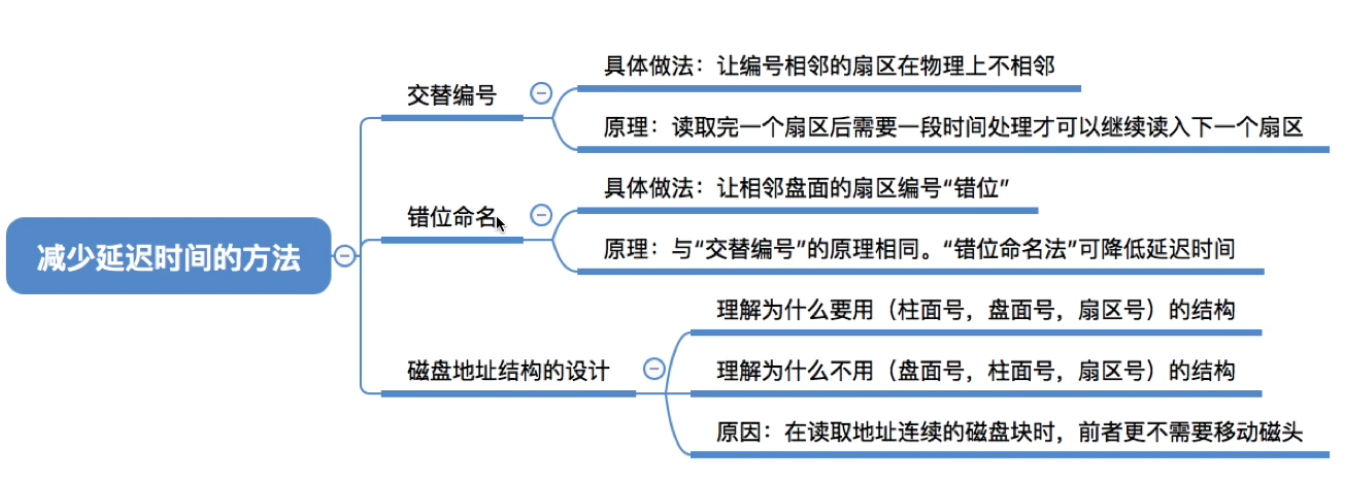 减少延迟时间的方法
交替编号
具体做法：让编号相邻的扇区在物理上不相邻
原理：读取完一个扇区后需要一段时间处理才可以继续读入下一个扇区
错位命名
具体做法：让相邻盘面的扇区编号“错位”
原理：与“交替编号”的原理相同。“错位命名法”可降低延迟时间
磁盘地址结构的设计
理解为什么要用（柱面号，盘面号，扇区号）的结构
理解为什么不用（盘面号，柱面号，扇区号）的结构
原因：在读取地址连续的磁盘块时，前者更不需要移动磁头